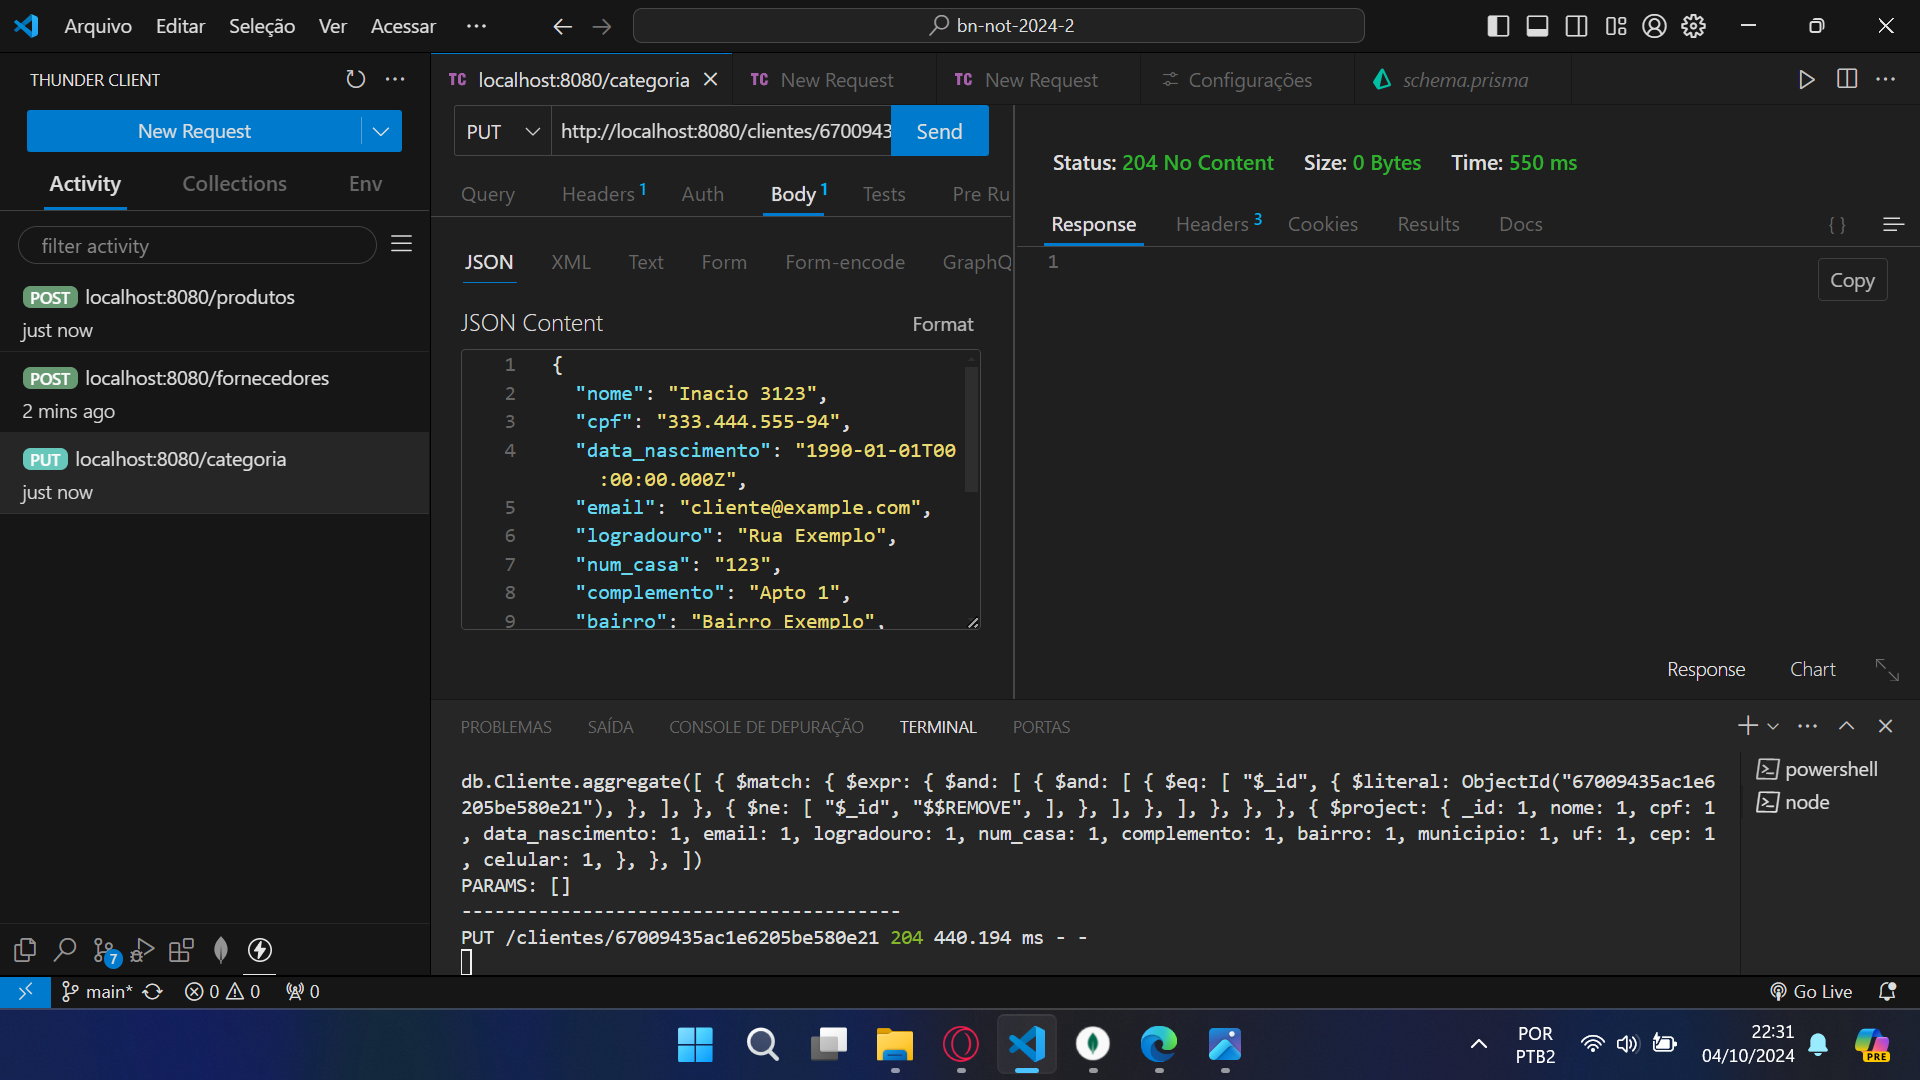 Arquivo Editar Seleção Ver Acessar ···
bn-not-2024-2
THUNDER CLIENT
New Request
Activity Collections Env
filter activity
POST localhost:8080/produtos
just now
POST localhost:8080/fornecedores
2 mins ago
PUT localhost:8080/categoria
just now
TC localhost:8080/categoria
TC New Request
TC New Request
Configurações
schema.prisma
PUT http://localhost:8080/clientes/6700943 Send
Query Headers 1 Auth Body 1 Tests Pre Ru
JSON XML Text Form Form-encode GraphQ
JSON Content Format
1 {
2 "nome": "Inacio 3123",
3 "cpf": "333.444.555-94",
4 "data_nascimento": "1990-01-01T00
:00:00.000Z",
5 "email": "cliente@example.com",
6 "logradouro": "Rua Exemplo",
7 "num_casa": "123",
8 "complemento": "Apto 1",
9 "bairro": "Bairro Exemplo",
Status: 204 No Content Size: 0 Bytes Time: 550 ms
Response Headers 3 Cookies Results Docs { }
1
Copy
Response Chart
PROBLEMAS SAÍDA CONSOLE DE DEPURAÇÃO TERMINAL PORTAS
db.Cliente.aggregate([ { $match: { $expr: { $and: [ { $and: [ { $eq: [ "$_id", { $literal: ObjectId("67009435ac1e6
205be580e21"), }, ], }, { $ne: [ "$_id", "$$REMOVE", ], }, ], }, ], }, }, }, { $project: { _id: 1, nome: 1, cpf: 1
, data_nascimento: 1, email: 1, logradouro: 1, num_casa: 1, complemento: 1, bairro: 1, municipio: 1, uf: 1, cep: 1
, celular: 1, }, }, ])
PARAMS: []
----------------------------------------
PUT /clientes/67009435ac1e6205be580e21 204 440.194 ms - -
powershell
node
7
main* 0 0 0
Go Live
POR
PTB2
22:31
04/10/2024
PRE